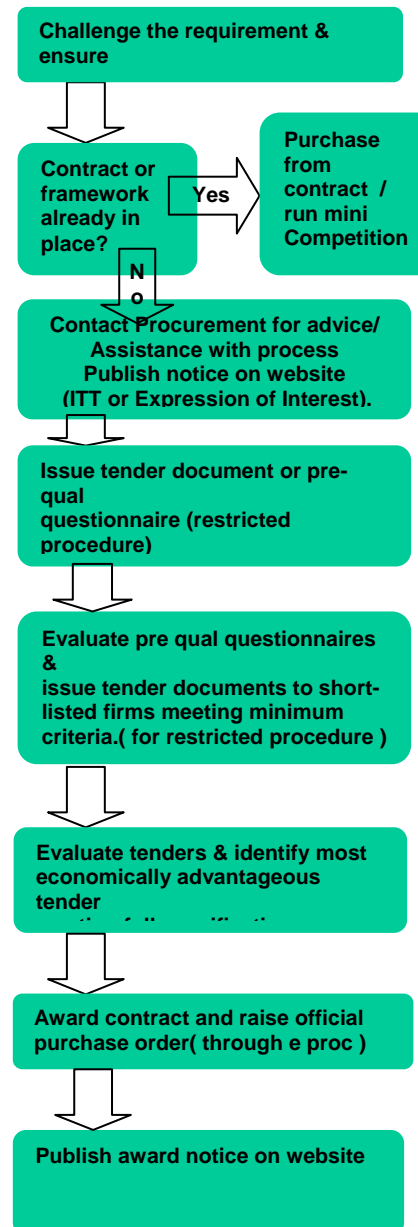 Challenge the requirement &
ensure
Contract or
framework
already in
place?
Yes
Purchase
from
contract /
run mini
Competition
N
o
Contact Procurement for advice/
Assistance with process
Publish notice on website
(ITT or Expression of Interest).
Issue tender document or pre-
qual
questionnaire (restricted
procedure)
Evaluate pre qual questionnaires
&
issue tender documents to short-
listed firms meeting minimum
criteria.( for restricted procedure )
Evaluate tenders & identify most
economically advantageous
tender
Award contract and raise official
purchase order( through e proc )
Publish award notice on website